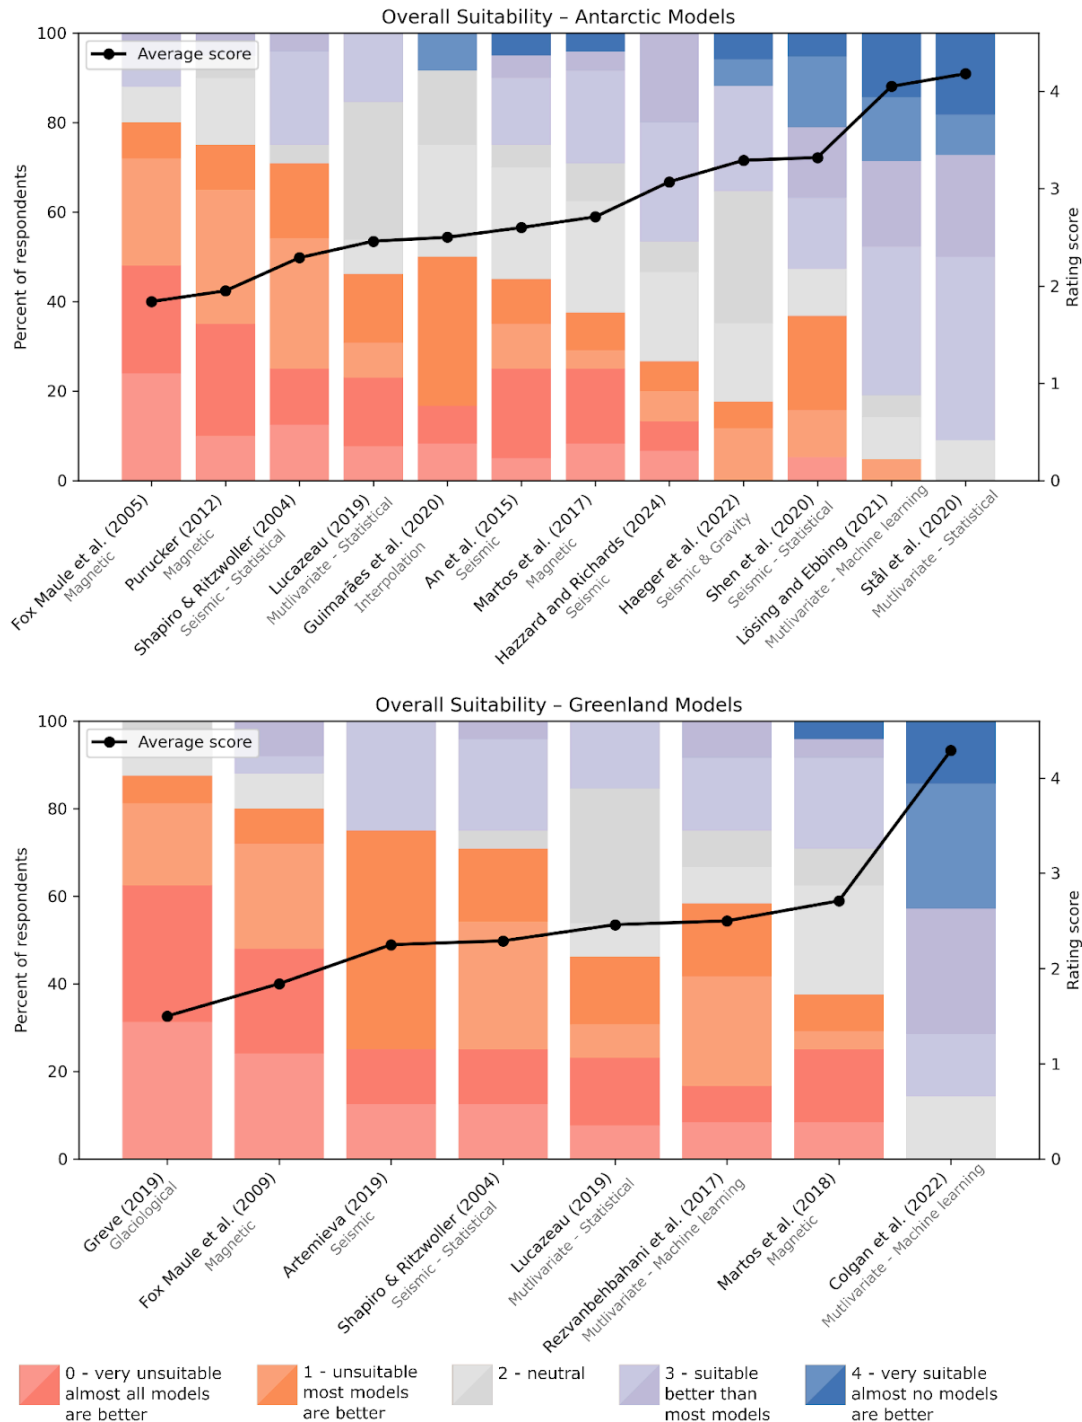 Overall Suitability – Antarctic Models
100
80
60
40
20
0
Percent of respondents
Average score
4
3
2
1
0
Rating score
Fox Maule et al. (2005)
Magnetic
Purucker (2012)
Magnetic
Shapiro & Ritzwoller (2004)
Seismic - Statistical
Lucazeau (2019)
Mutlivariate - Statistical
Guimarães et al. (2020)
Interpolation
An et al. (2015)
Seismic
Martos et al. (2017)
Magnetic
Hazzard and Richards (2024)
Seismic
Haeger et al. (2022)
Seismic & Gravity
Shen et al. (2020)
Seismic - Statistical
Lösing and Ebbing (2021)
Mutlivariate - Machine learning
Stål et al. (2020)
Mutlivariate - Statistical
Overall Suitability – Greenland Models
100
80
60
40
20
0
Percent of respondents
Average score
4
3
2
1
0
Rating score
Greve (2019)
Glaciological
Fox Maule et al. (2009)
Magnetic
Artemieva (2019)
Seismic
Shapiro & Ritzwoller (2004)
Seismic - Statistical
Lucazeau (2019)
Mutlivariate - Statistical
Rezvanbehbahani et al. (2017)
Mutlivariate - Machine learning
Martos et al. (2018)
Magnetic
Colgan et al. (2022)
Mutlivariate - Machine learning
0 - very unsuitable
almost all models
are better
1 - unsuitable
most models
are better
2 - neutral
3 - suitable
better than
most models
4 - very suitable
almost no models
are better